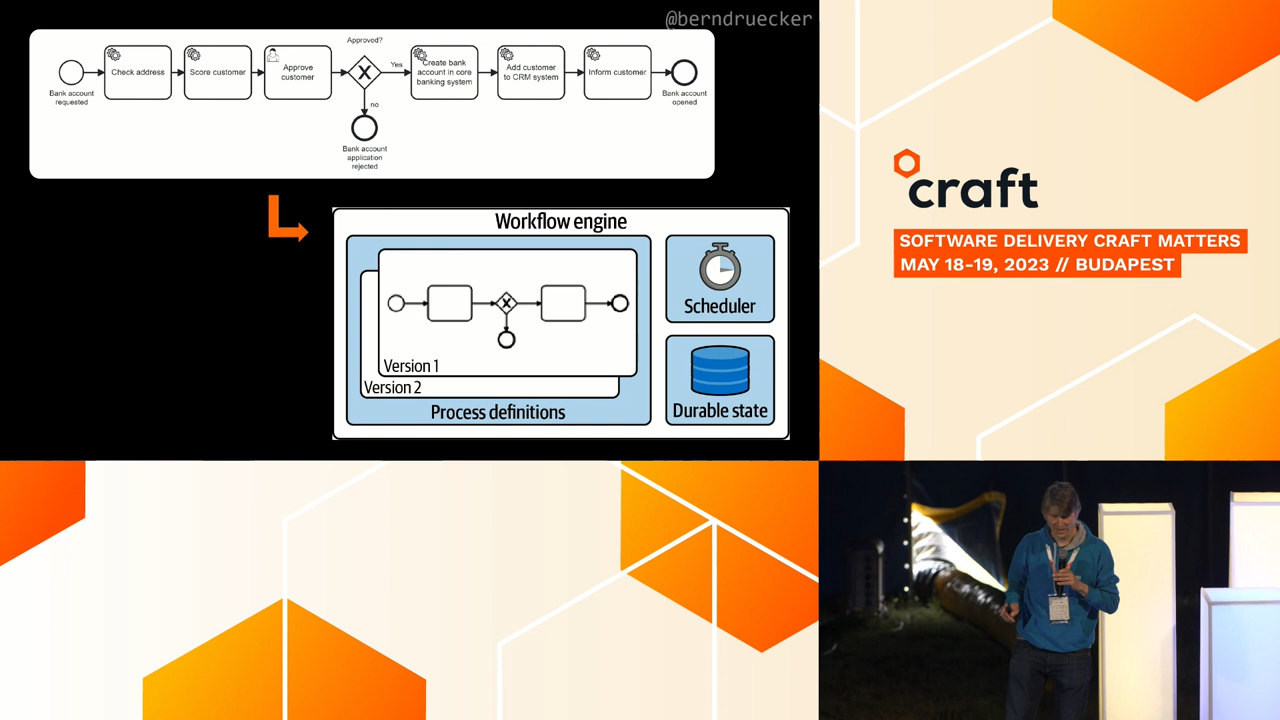 @berndruecker
Approved?
Check address
Score customer
Approve
customer
Yes
Create bank
account in core
banking system
Add customer
to CRM system
Inform customer
Bank account
requested
Bank account
opened
no
Bank account
application
rejected
Workflow engine
Version 1
Version 2
Process definitions
Scheduler
Durable state
craft
SOFTWARE DELIVERY CRAFT MATTERS
MAY 18-19, 2023 // BUDAPEST